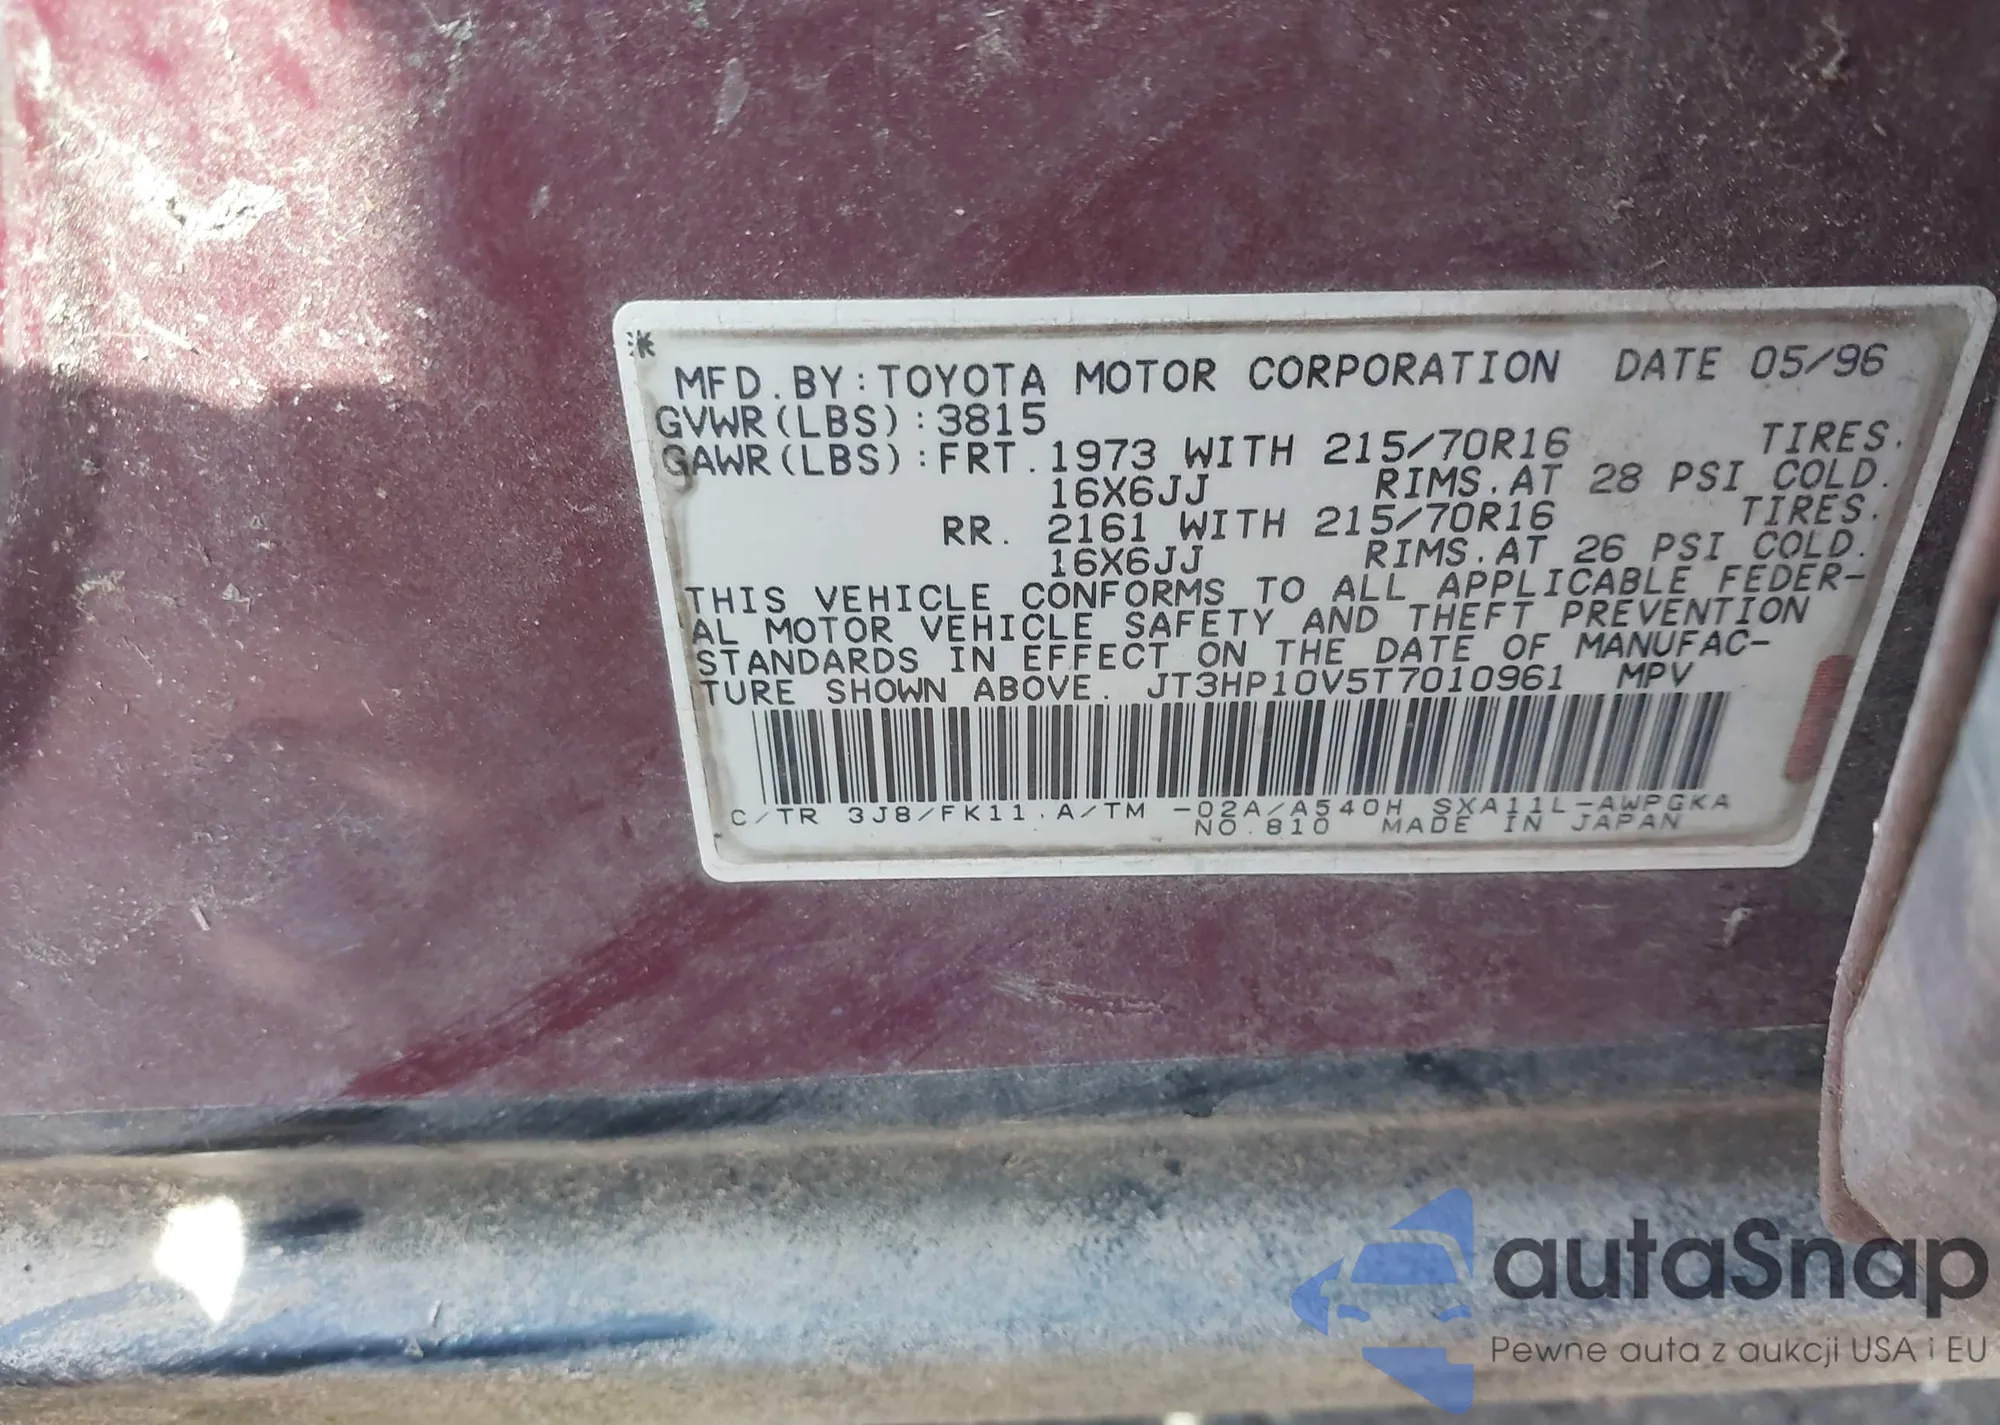 MFD. BY: TOYOTA MOTOR CORPORATION DATE 05/96
GVWR(LBS):3815
GAWR(LBS):FRT. 1973 WITH 215/70R16 TIRES.
16X6JJ RIMS. AT 28 PSI COLD.
RR. 2161 WITH 215/70R16 TIRES.
16X6JJ RIMS. AT 26 PSI COLD.
THIS VEHICLE CONFORMS TO ALL APPLICABLE FEDER-
AL MOTOR VEHICLE SAFETY AND THEFT PREVENTION
STANDARDS IN EFFECT ON THE DATE OF MANUFAC-
TURE SHOWN ABOVE. JT3HP10V5T7010961 MPV
C/TR 3J8/FK11. A/TM -02A/A540H SXA11L-AWPGKA
NO. 810 MADE IN JAPAN
autaSnap
Pewne auta z aukcji USA i EU